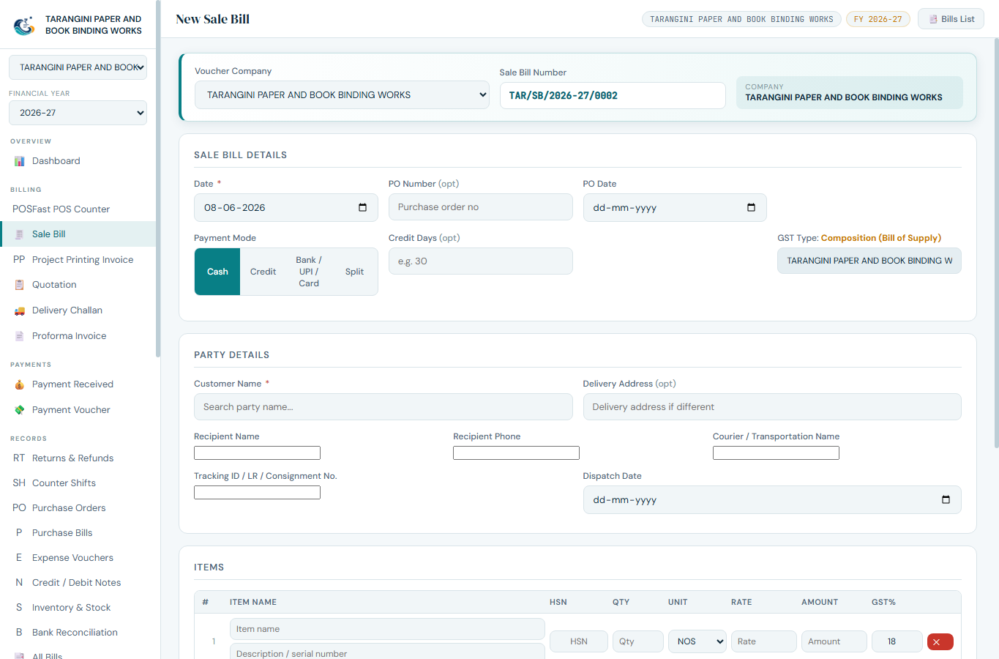 TARANGINI PAPER AND
BOOK BINDING WORKS
TARANGINI PAPER AND BOOK
FINANCIAL YEAR
2026-27
OVERVIEW
Dashboard
BILLING
POSFast POS Counter
Sale Bill
PP Project Printing Invoice
Quotation
Delivery Challan
Proforma Invoice
PAYMENTS
Payment Received
Payment Voucher
RECORDS
RT Returns & Refunds
SH Counter Shifts
PO Purchase Orders
P Purchase Bills
E Expense Vouchers
N Credit / Debit Notes
S Inventory & Stock
B Bank Reconciliation
All Bills
New Sale Bill
TARANGINI PAPER AND BOOK BINDING WORKS
FY 2026-27
Bills List
Voucher Company
TARANGINI PAPER AND BOOK BINDING WORKS
Sale Bill Number
TAR/SB/2026-27/0002
COMPANY
TARANGINI PAPER AND BOOK BINDING WORKS
SALE BILL DETAILS
Date *
08-06-2026
PO Number (opt)
Purchase order no
PO Date
dd-mm-yyyy
Payment Mode
Cash
Credit
Bank /
UPI /
Card
Split
Credit Days (opt)
e.g. 30
GST Type: Composition (Bill of Supply)
TARANGINI PAPER AND BOOK BINDING W
PARTY DETAILS
Customer Name *
Search party name...
Delivery Address (opt)
Delivery address if different
Recipient Name
Recipient Phone
Courier / Transportation Name
Tracking ID / LR / Consignment No.
Dispatch Date
dd-mm-yyyy
ITEMS
# ITEM NAME HSN QTY UNIT RATE AMOUNT GST%
1 Item name HSN Qty NOS Rate Amount 18
Description / serial number